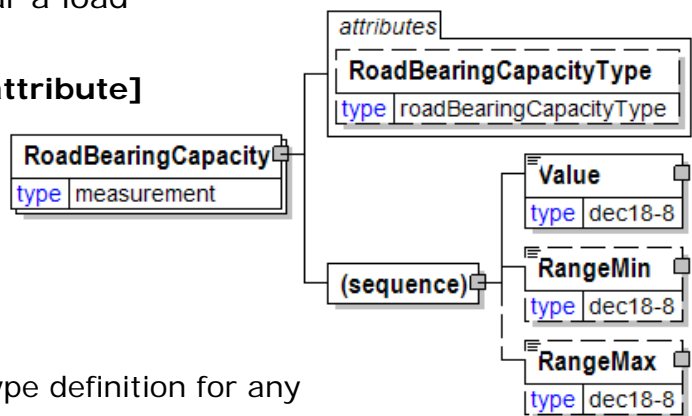 a load
attribute]
attributes
RoadBearingCapacityType
type roadBearingCapacityType
RoadBearingCapacity
type measurement
Value
type dec18-8
(sequence)
RangeMin
type dec18-8
RangeMax
type dec18-8
definition for any